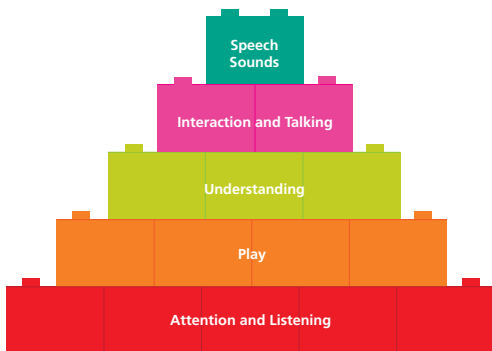 Speech
Sounds
Interaction and Talking
Understanding
Play
Attention and Listening